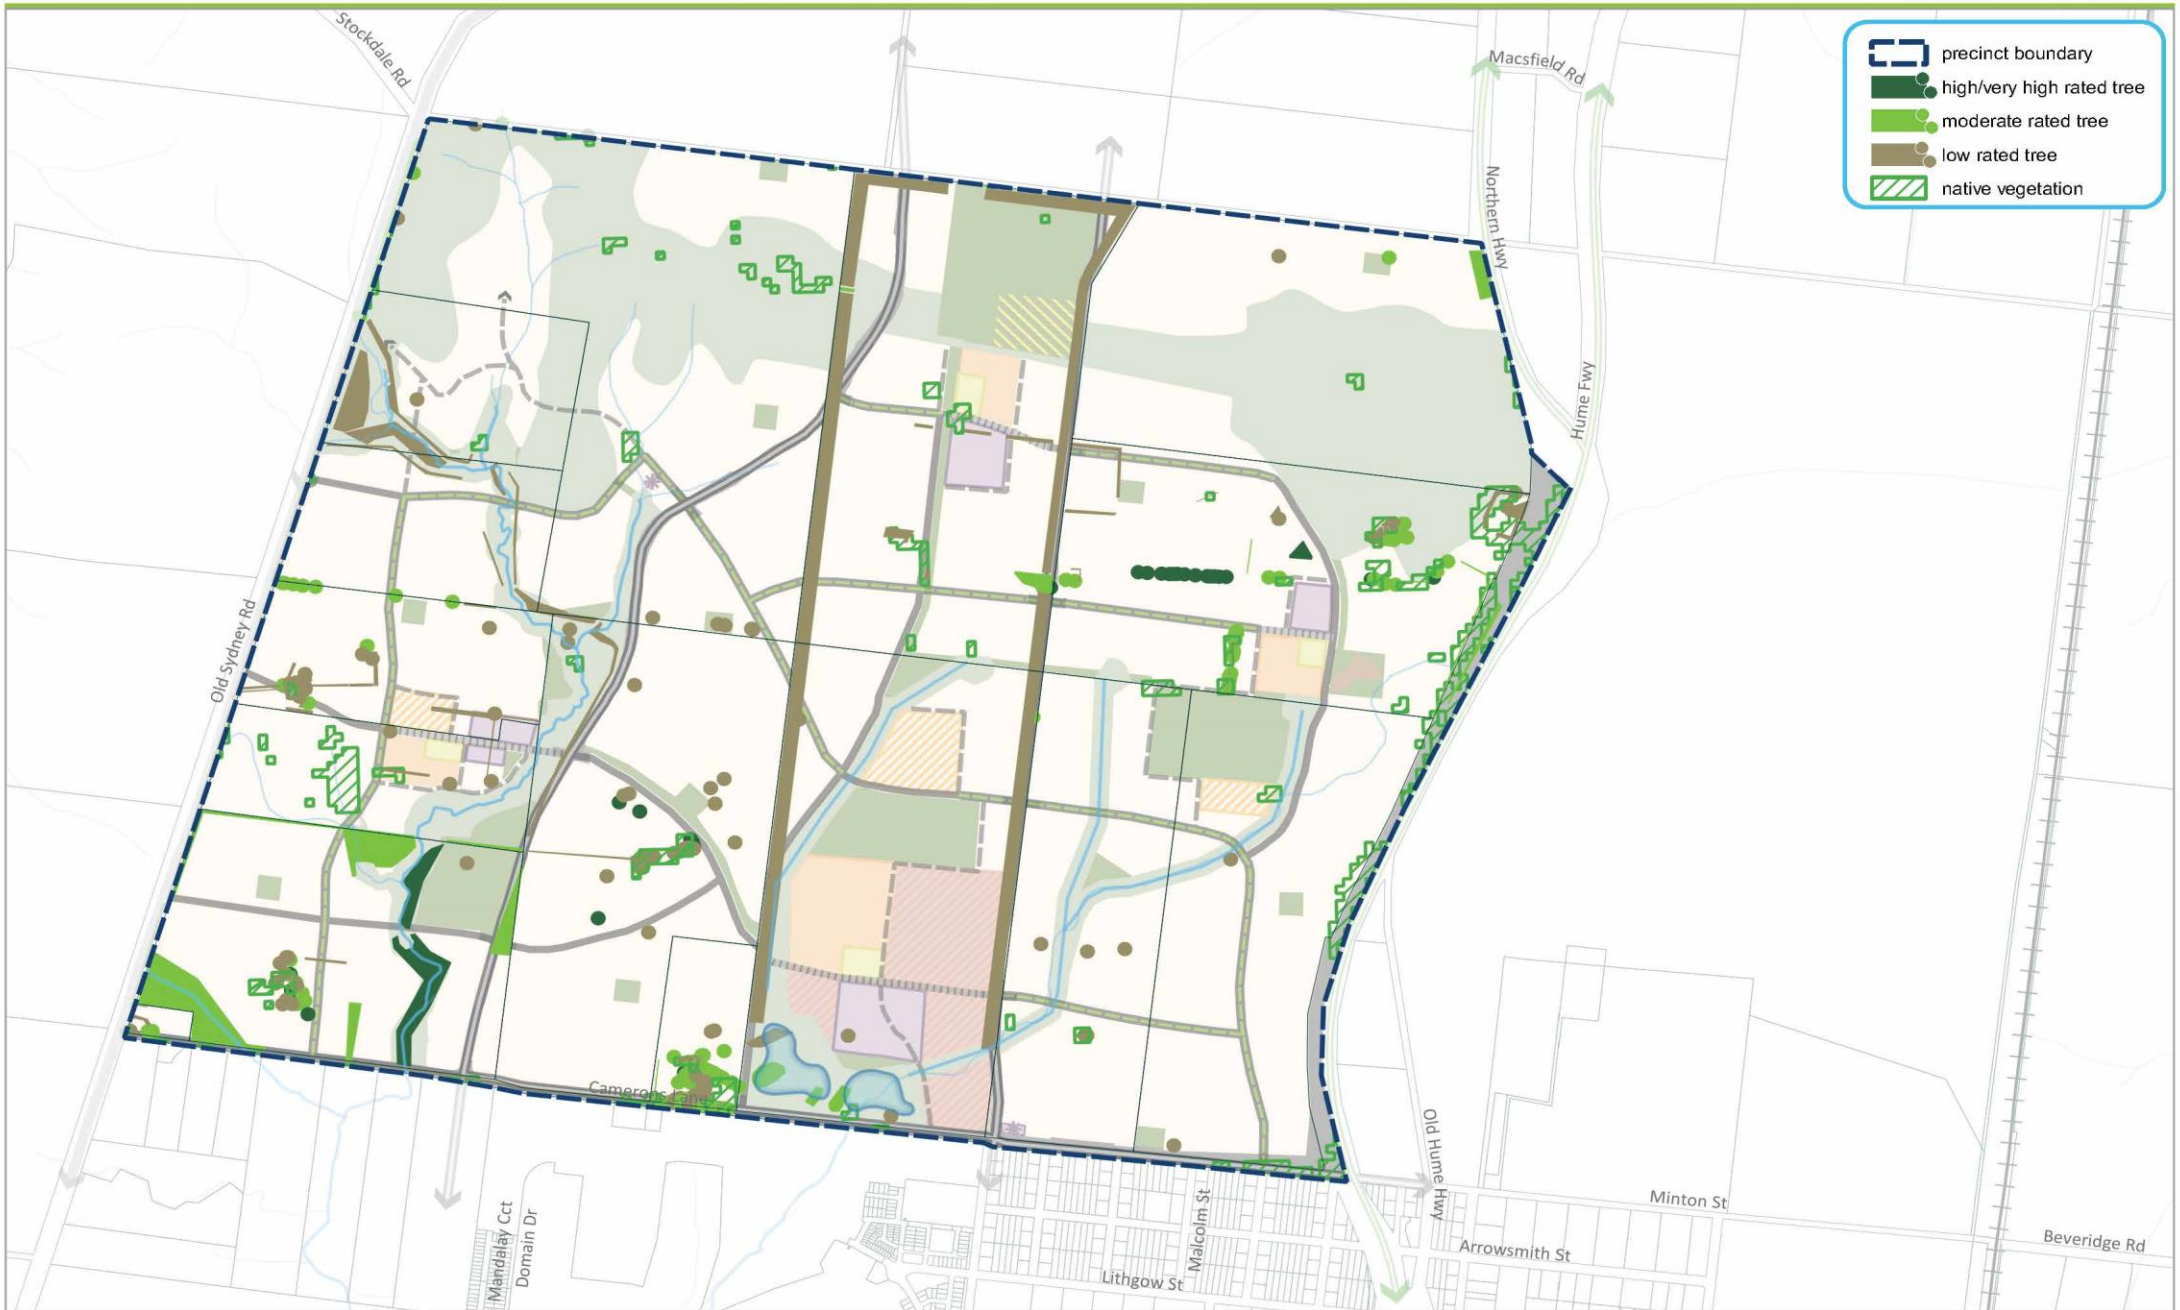 Stockdale Rd
Macsfield Rd
precinct boundary
high/very high rated tree
moderate rated tree
low rated tree
native vegetation
Northern Hwy
Hume Fwy
Old Sydney Rd
Camerons Lane
Old Hume Hwy
Mandalay Cct
Domain Dr
Malcolm St
Lithgow St
Minton St
Arrowsmith St
Beveridge Rd